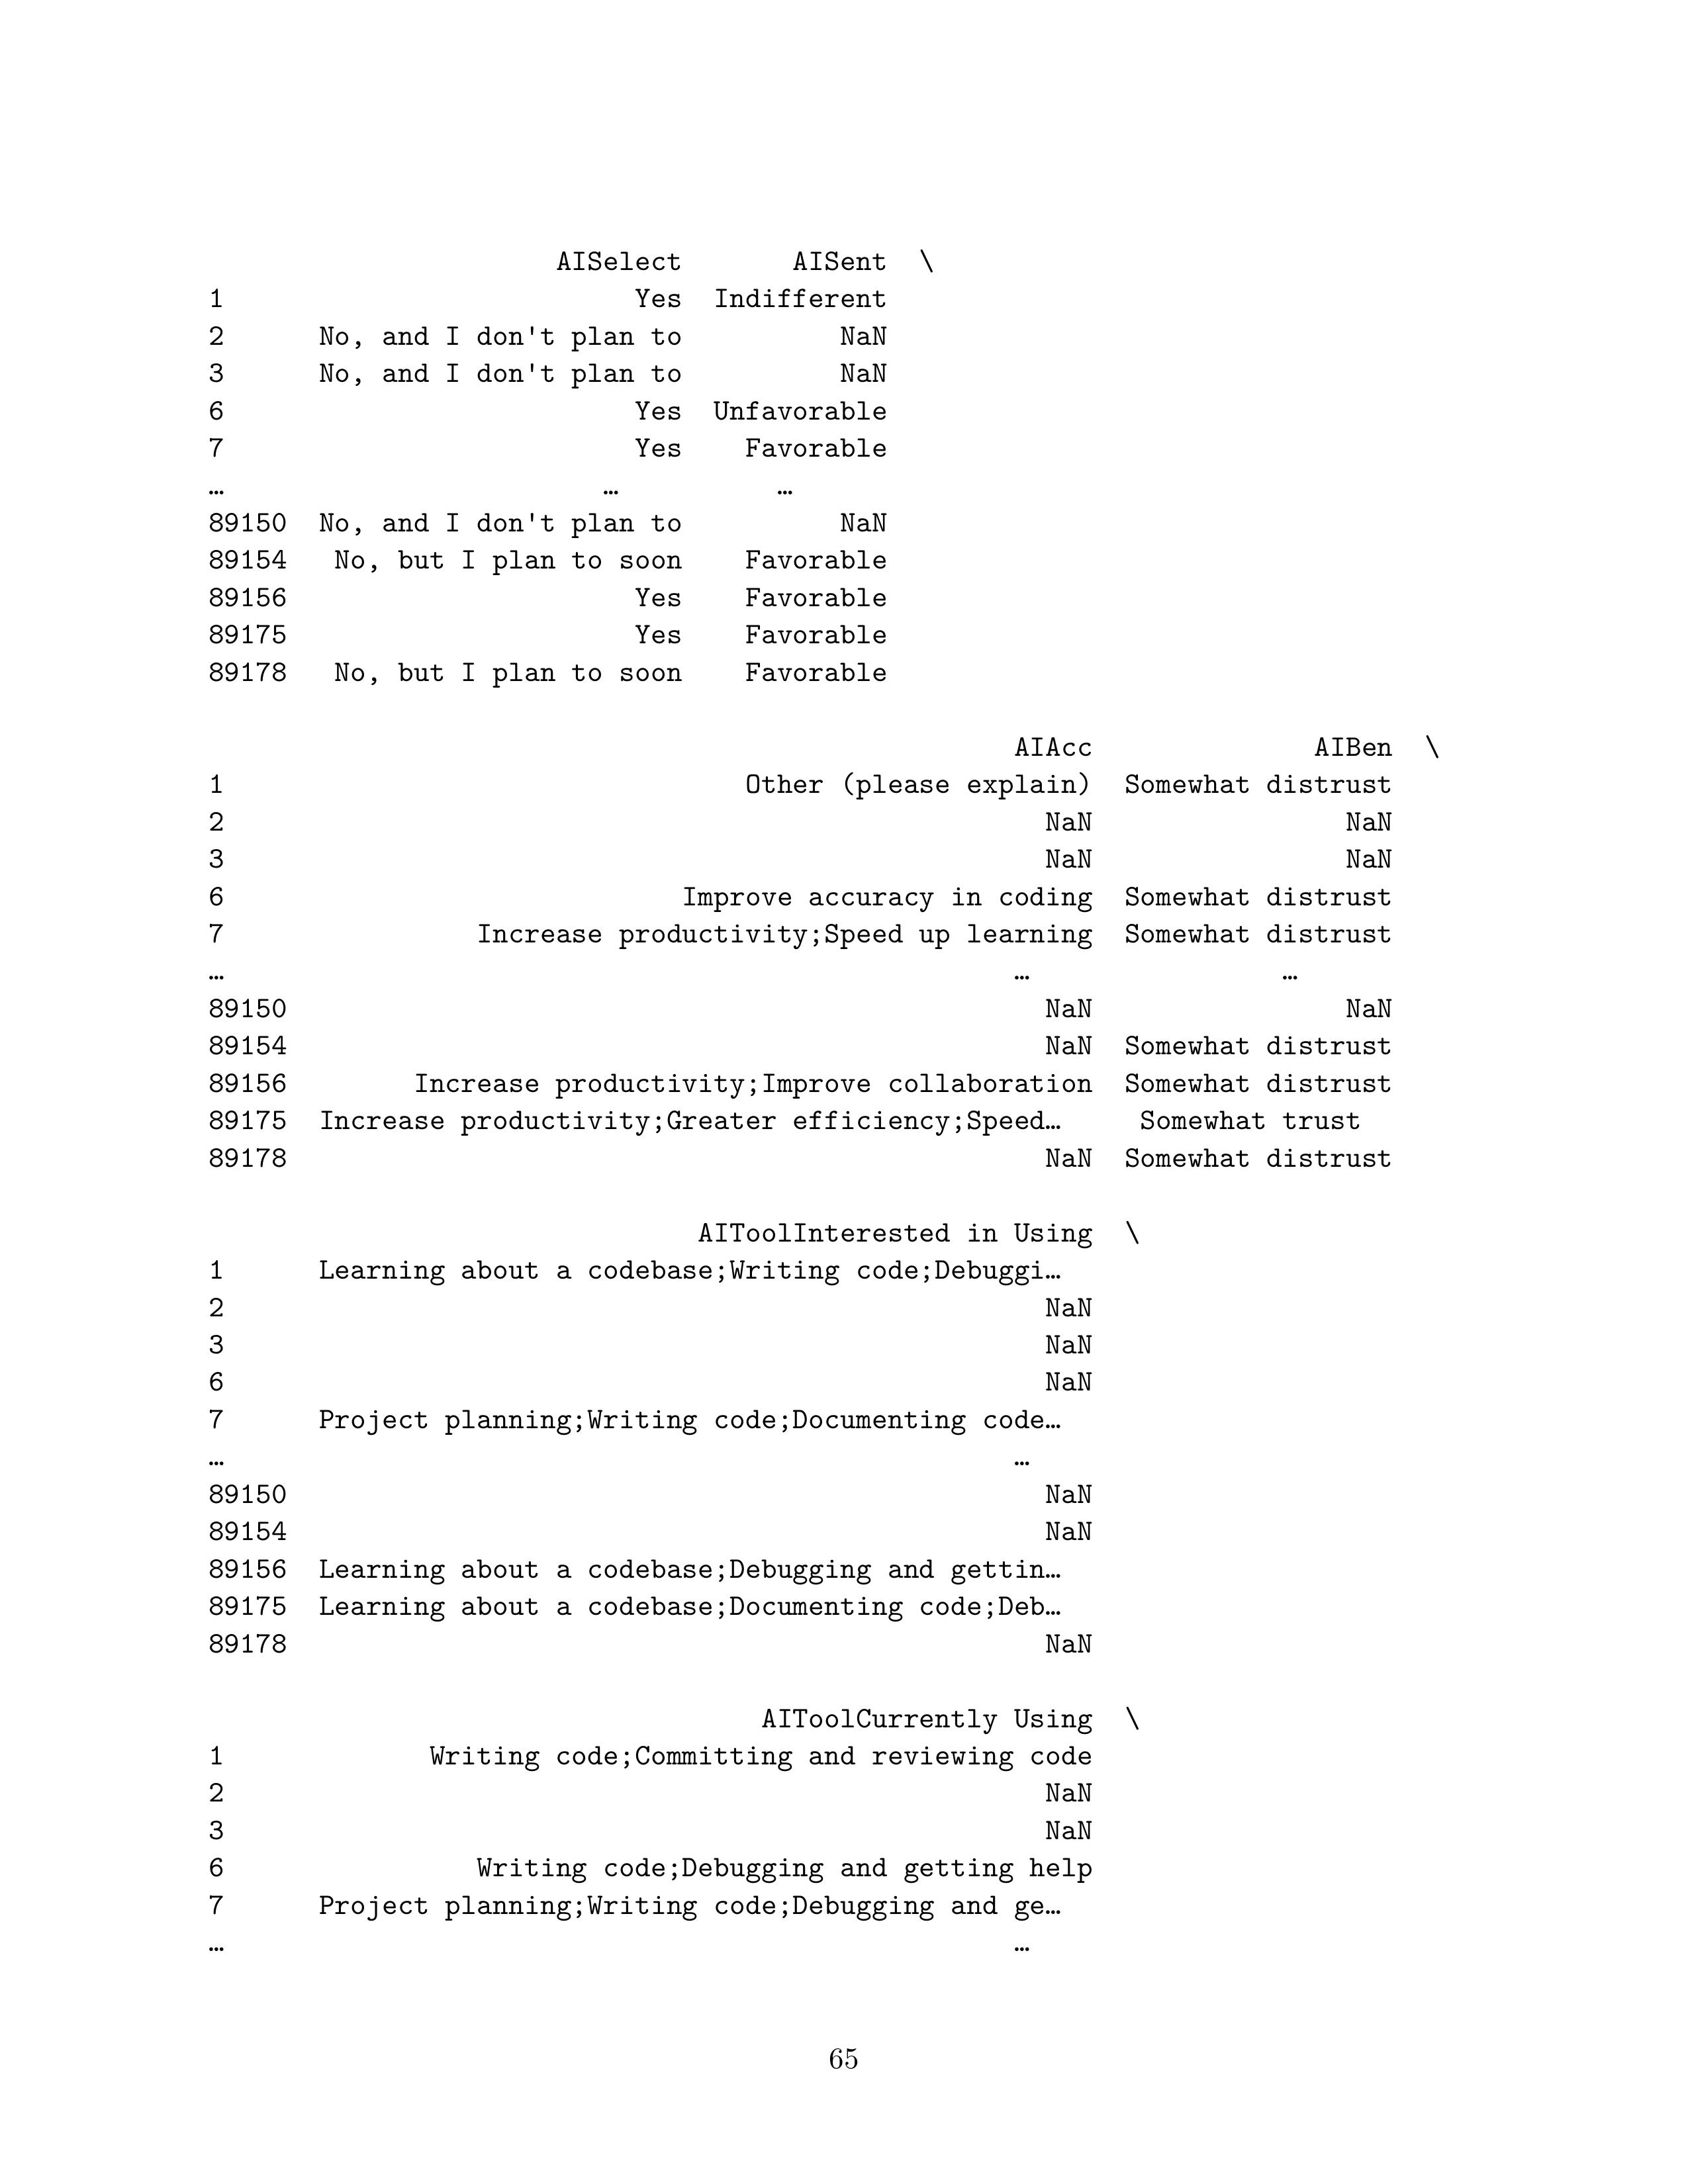 AISelect AISent \
1 Yes Indifferent
2 No, and I don't plan to NaN
3 No, and I don't plan to NaN
6 Yes Unfavorable
7 Yes Favorable
… … …
89150 No, and I don't plan to NaN
89154 No, but I plan to soon Favorable
89156 Yes Favorable
89175 Yes Favorable
89178 No, but I plan to soon Favorable
AIAcc AIBen \
1 Other (please explain) Somewhat distrust
2 NaN NaN
3 NaN NaN
6 Improve accuracy in coding Somewhat distrust
7 Increase productivity;Speed up learning Somewhat distrust
… … …
89150 NaN NaN
89154 NaN Somewhat distrust
89156 Increase productivity;Improve collaboration Somewhat distrust
89175 Increase productivity;Greater efficiency;Speed… Somewhat trust
89178 NaN Somewhat distrust
AIToolInterested in Using \
1 Learning about a codebase;Writing code;Debuggi…
2 NaN
3 NaN
6 NaN
7 Project planning;Writing code;Documenting code…
… …
89150 NaN
89154 NaN
89156 Learning about a codebase;Debugging and gettin…
89175 Learning about a codebase;Documenting code;Deb…
89178 NaN
AIToolCurrently Using \
1 Writing code;Committing and reviewing code
2 NaN
3 NaN
6 Writing code;Debugging and getting help
7 Project planning;Writing code;Debugging and ge…
… …
65